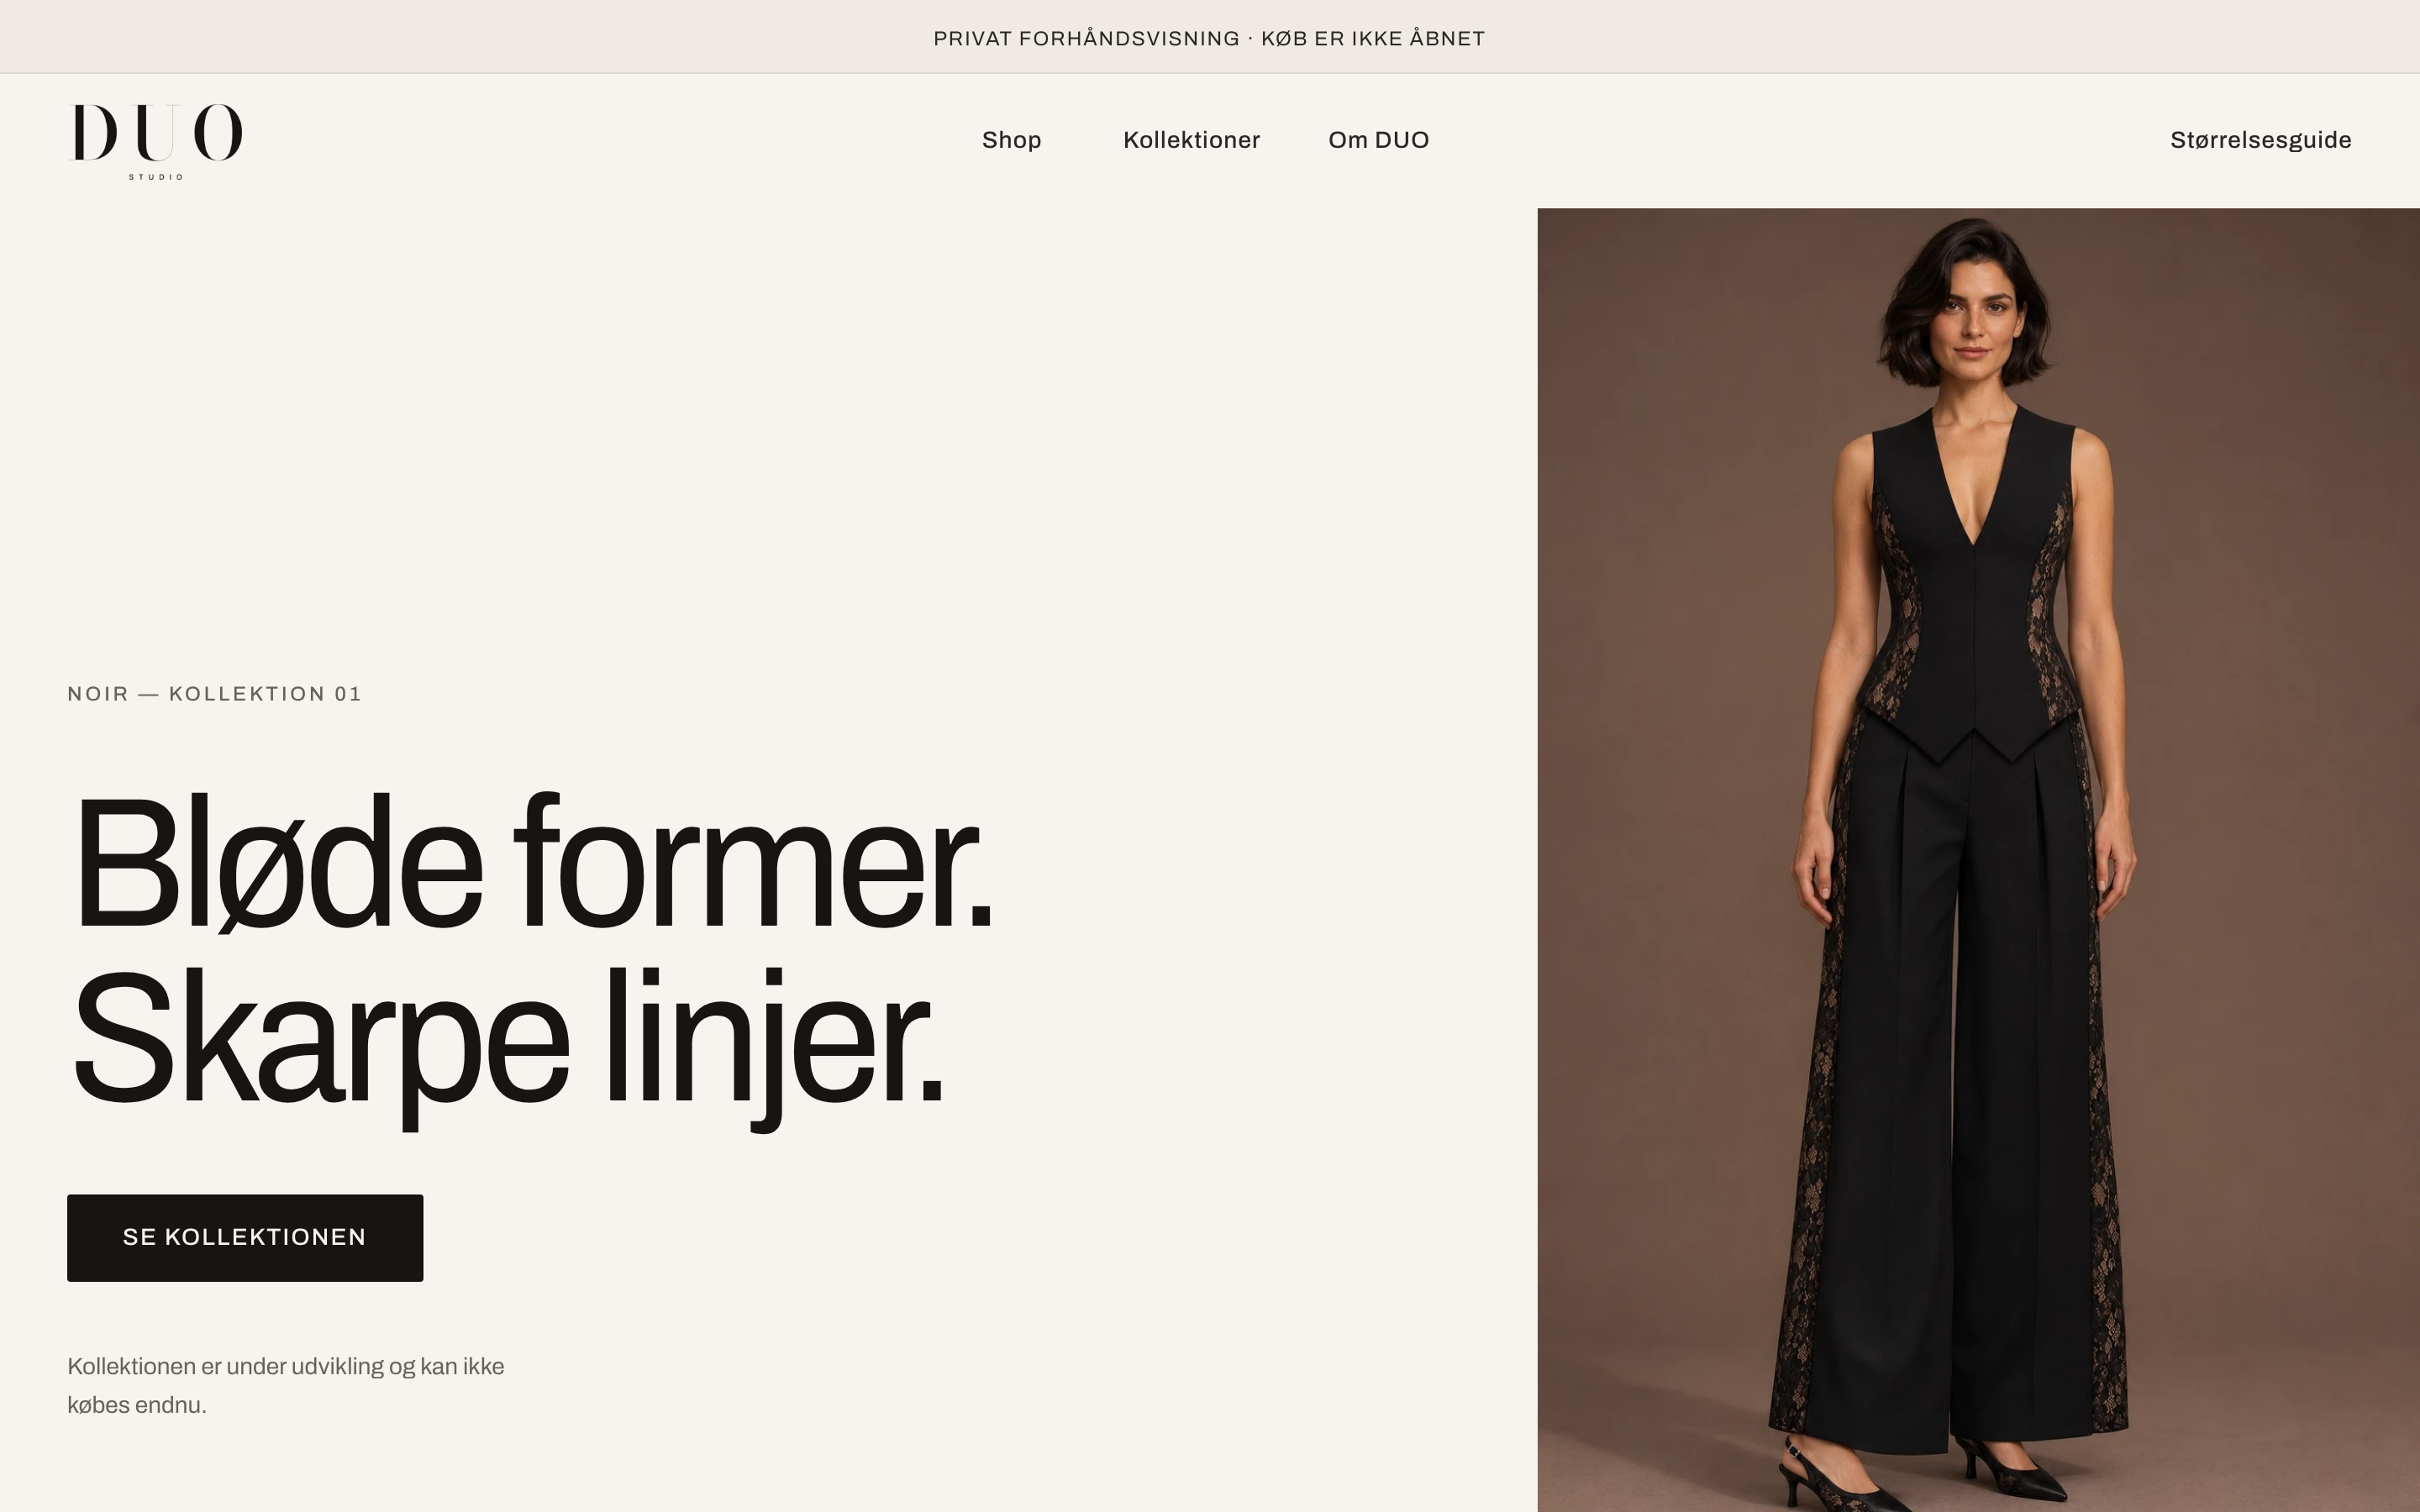 PRIVAT FORHÅNDSVISNING · KØB ER IKKE ÅBNET
DUO
STUDIO
Shop Kollektioner Om DUO Størrelsesguide
NOIR — KOLLEKTION 01
Bløde former.
Skarpe linjer.
SE KOLLEKTIONEN
Kollektionen er under udvikling og kan ikke
købes endnu.